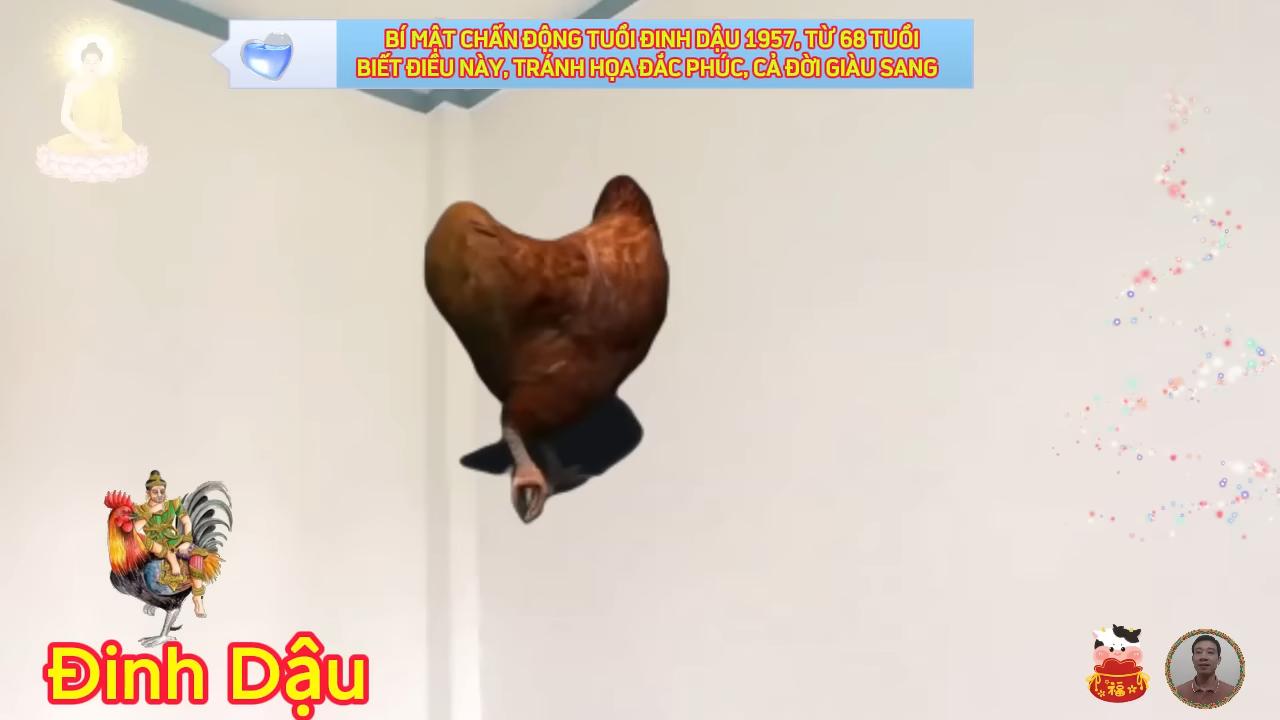 BÍ MẬT CHẤN ĐỘNG TUỔI ĐINH DẬU 1957, TỪ 68 TUỔI
BIẾT ĐIỀU NÀY, TRÁNH HỌA ĐẮC PHÚC, CẢ ĐỜI GIÀU SANG
Đinh Dậu
福